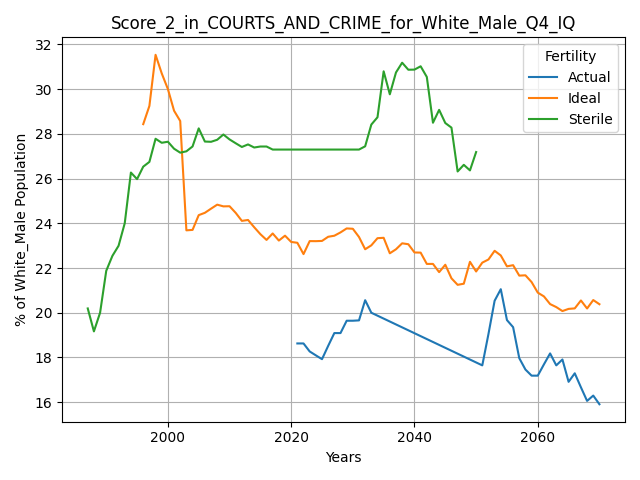 Score_2_in_COURTS_AND_CRIME_for_White_Male_Q4_IQ
% of White_Male Population
32
30
28
26
24
22
20
18
16
Fertility
Actual
Ideal
Sterile
2000
2020
2040
2060
Years